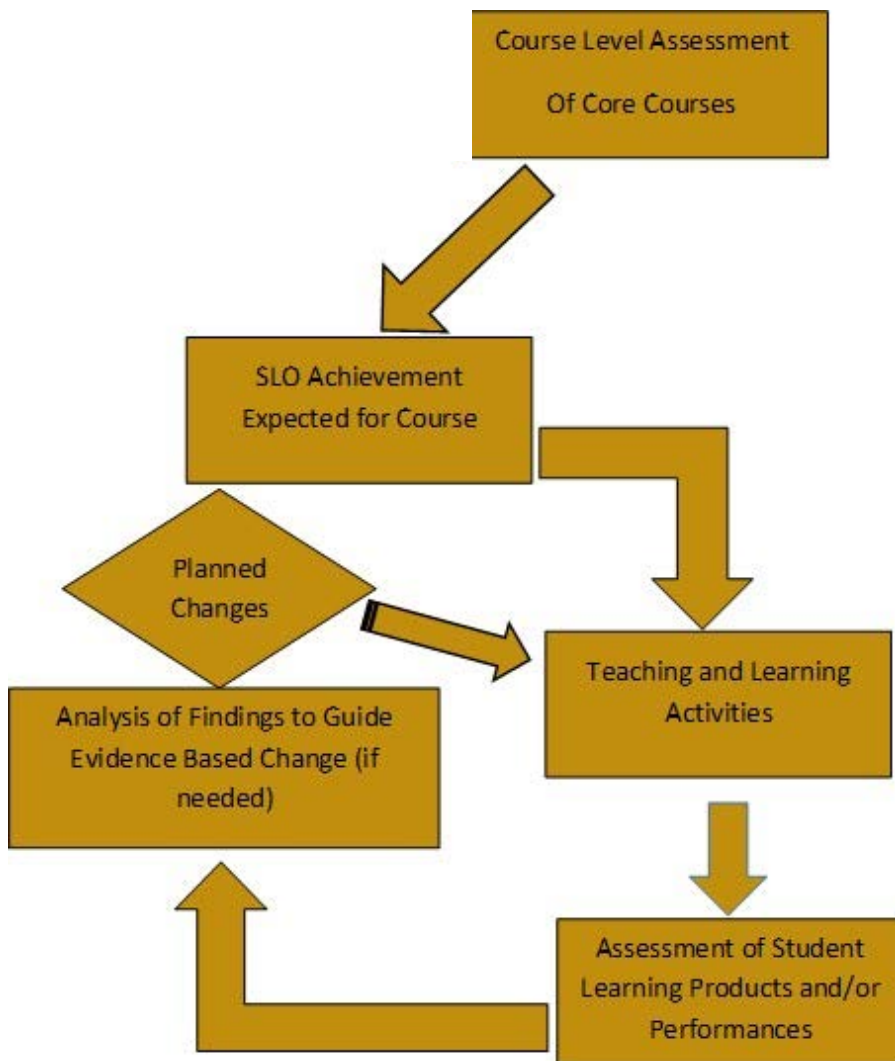 Course Level Assessment
Of Core Courses
SLO Achievement
Expected for Course
Planned
Changes
Teaching and Learning
Activities
Analysis of Findings to Guide
Evidence Based Change (if
needed)
Assessment of Student
Learning Products and/or
Performances